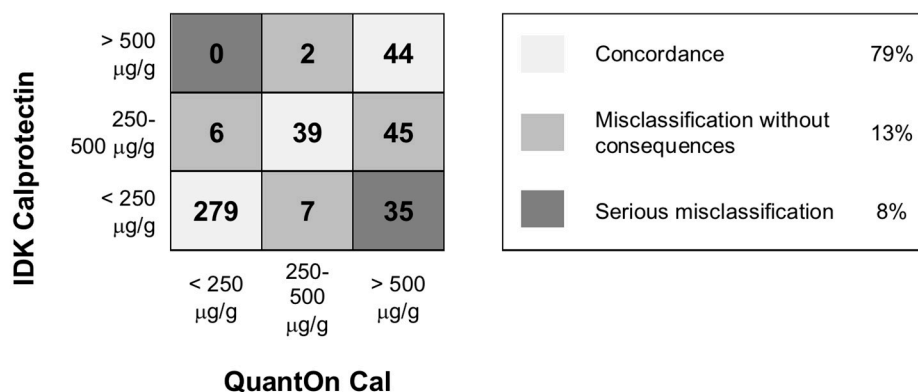 > 500
µg/g
0 2 44
250-
500 µg/g
6 39 45
< 250
µg/g
279 7 35
IDK Calprotectin
< 250
µg/g
250-
500
µg/g
> 500
µg/g
QuantOn Cal
Concordance 79%
Misclassification without
consequences 13%
Serious misclassification 8%